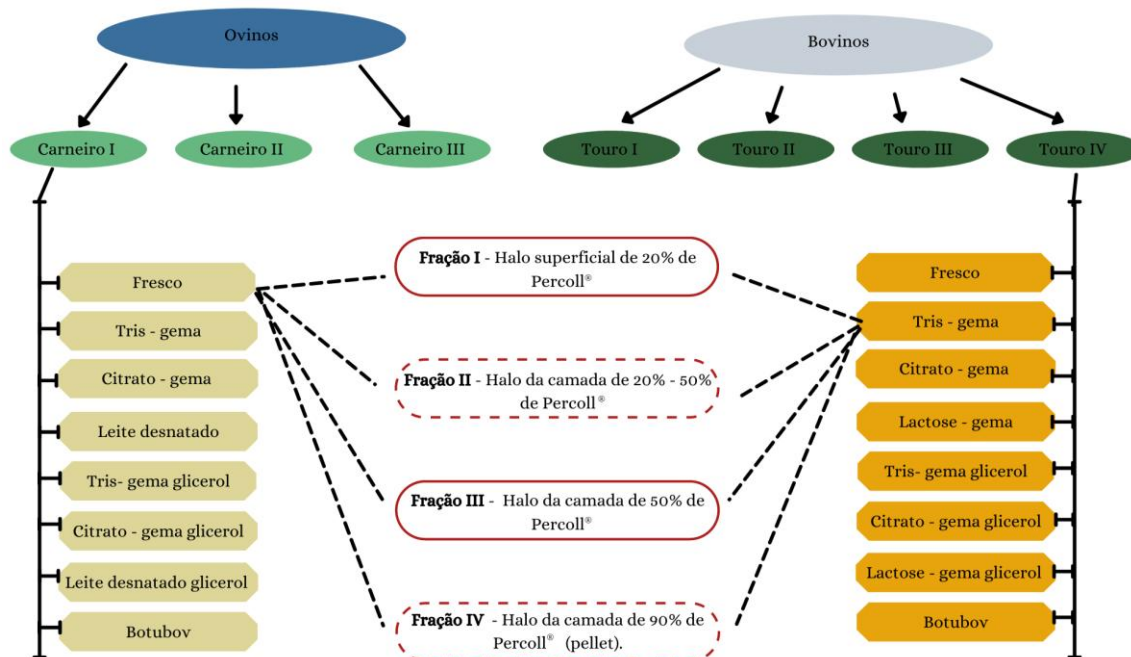 Ovinos
Bovinos
Carneiro I
Carneiro II
Carneiro III
Touro I
Touro II
Touro III
Touro IV
Fresco
Tris - gema
Citrato - gema
Leite desnatado
Tris- gema glicerol
Citrato - gema glicerol
Leite desnatado glicerol
Botubov
Fração I - Halo superficial de 20% de
Percoll®
Fração II - Halo da camada de 20% - 50%
de Percoll®
Fração III - Halo da camada de 50% de
Percoll®
Fração IV - Halo da camada de 90% de
Percoll® (pellet).
Fresco
Tris - gema
Citrato - gema
Lactose - gema
Tris- gema glicerol
Citrato - gema glicerol
Lactose - gema glicerol
Botubov